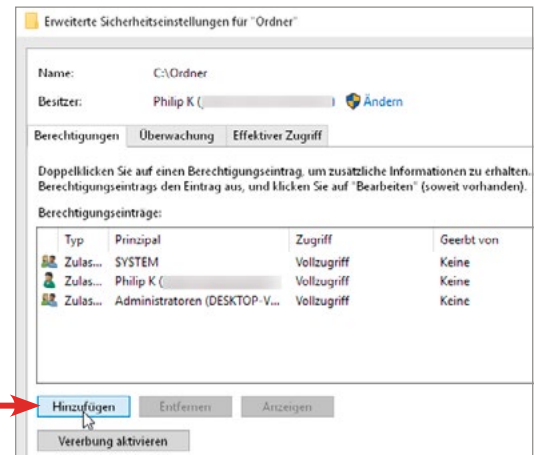 Erweiterte Sicherheitseinstellungen für "Ordner"
Name: C:\Ordner
Besitzer: Philip K ( ) Ändern
Berechtigungen Überwachung Effektiver Zugriff
Doppelklicken Sie auf einen Berechtigungseintrag, um zusätzliche Informationen zu erhalten.
Berechtigungseintrags den Eintrag aus, und klicken Sie auf "Bearbeiten" (soweit vorhanden).
Berechtigungseinträge:
Typ Prinzipal Zugriff Geerbt von
Zulas... SYSTEM Vollzugriff Keine
Zulas... Philip K ( Vollzugriff Keine
Zulas... Administratoren (DESKTOP-V... Vollzugriff Keine
Hinzufügen Entfernen Anzeigen
Vererbung aktivieren